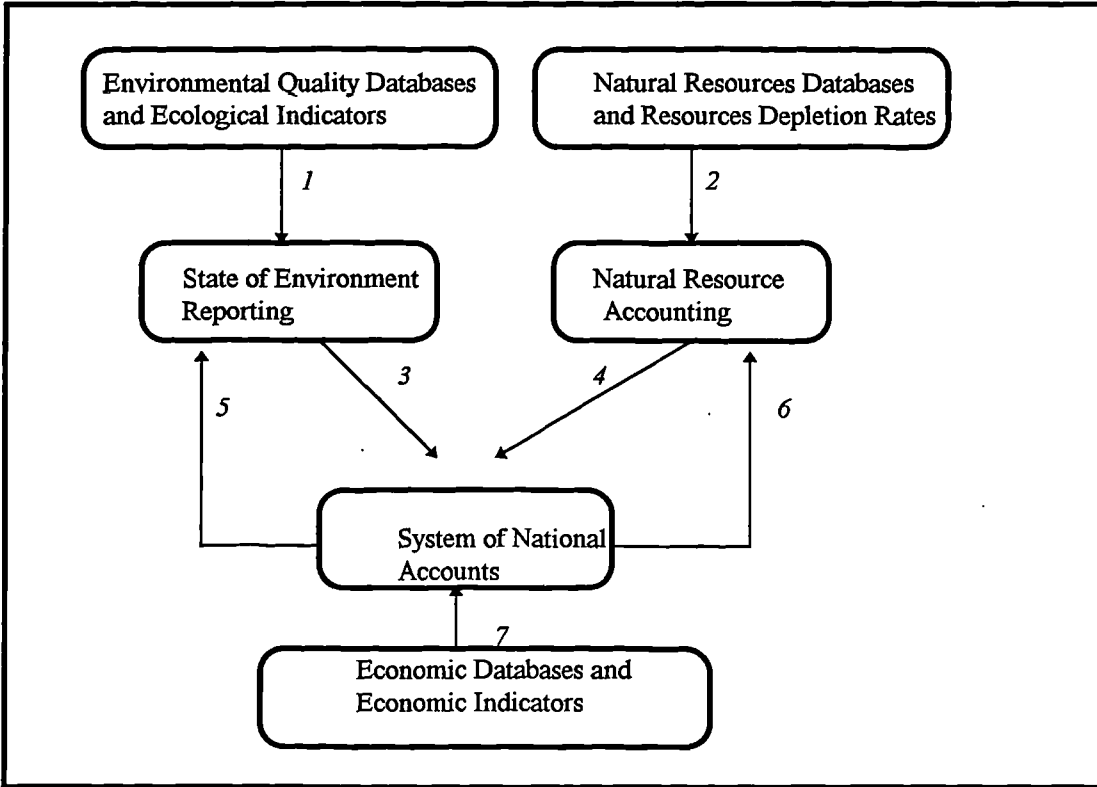 Environmental Quality Databases
and Ecological Indicators
Natural Resources Databases
and Resources Depletion Rates
1
2
State of Environment
Reporting
Natural Resource
Accounting
3
4
5
6
System of National
Accounts
7
Economic Databases and
Economic Indicators